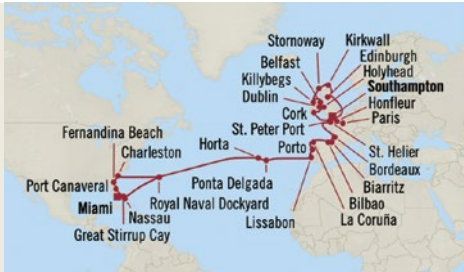 Stornoway
Kirkwall
Belfast
Edinburgh
Killybegs
Holyhead
Dublin
Southampton
Cork
Honfleur
Fernandina Beach
St. Peter Port
Paris
Charleston
Horta
Porto
St. Helier
Port Canaveral
Bordeaux
Ponta Delgada
Biarritz
Miami
Royal Naval Dockyard
Bilbao
Nassau
Lissabon
La Coruña
Great Stirrup Cay